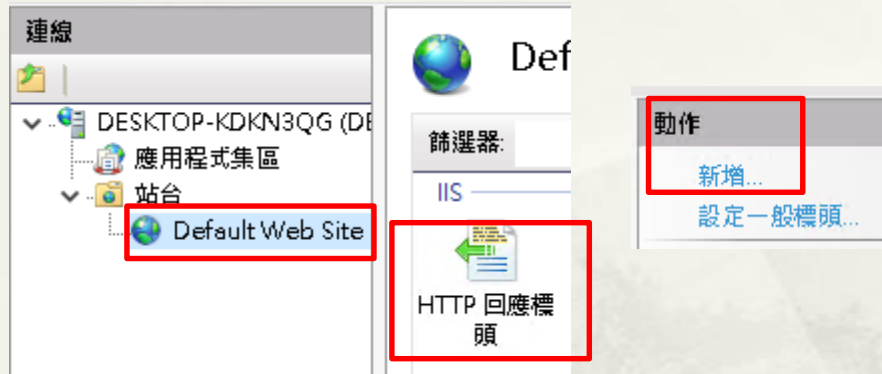 連線
DESKTOP-KDKN3QG (DE
應用程式集區
站台
Default Web Site
Def
篩選器:
IIS
HTTP 回應標
頭
動作
新增...
設定一般標頭...